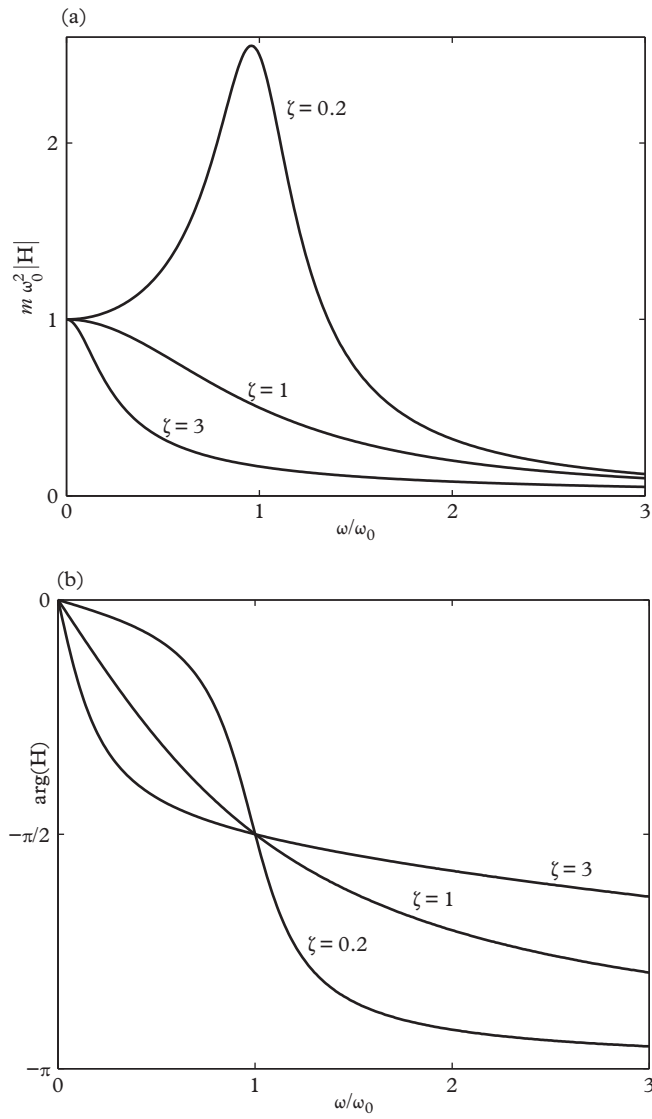 (a)
2
1
0
m ω₀²|H|
ζ = 0.2
ζ = 1
ζ = 3
0 1 2 3
ω/ω₀
(b)
0
−π/2
−π
arg(H)
ζ = 3
ζ = 1
ζ = 0.2
0 1 2 3
ω/ω₀